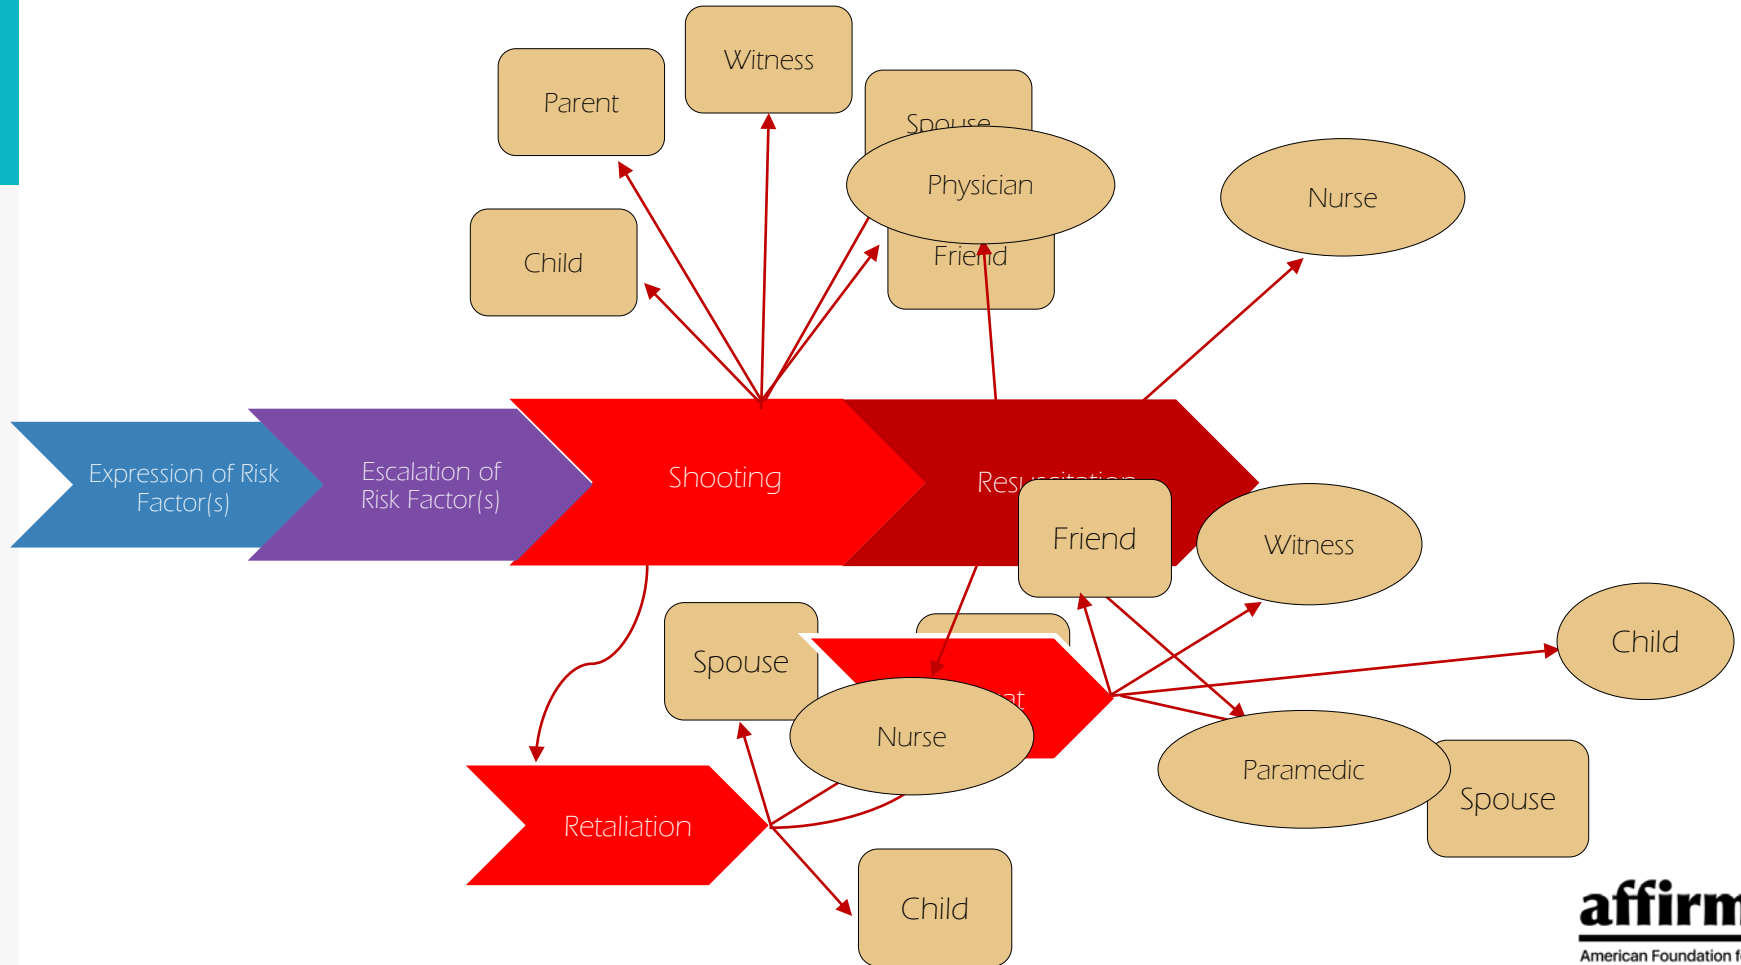 Witness
Parent
Spouse
Physician
Nurse
Child
Friend
Expression of Risk
Factor(s)
Escalation of
Risk Factor(s)
Shooting
Friend
Witness
Child
Spouse
Nurse
Paramedic
Spouse
Retaliation
Child
affirm
American Foundation f